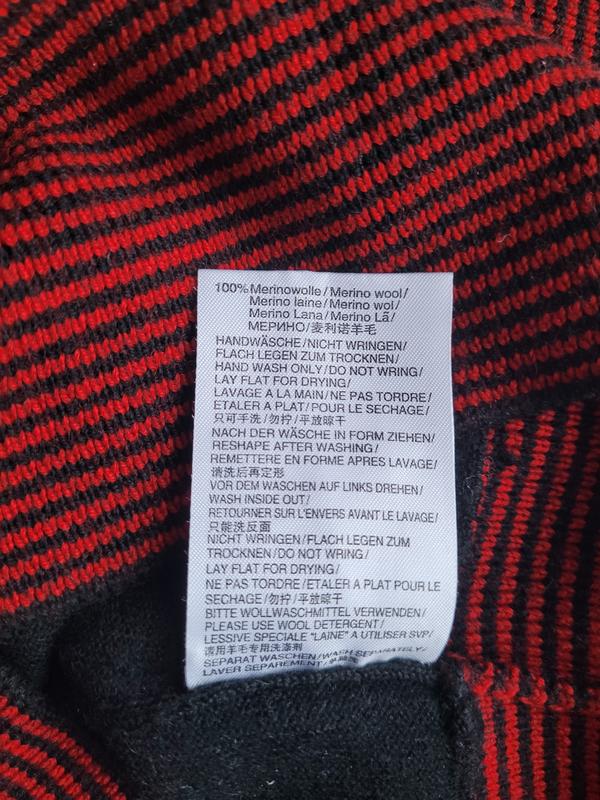 100% Merinowolle/Merino wool/
Merino laine/Merino wol/
Merino Lana/Merino Lã/
МЕРИНО/麦利诺羊毛
HANDWÄSCHE/NICHT WRINGEN/
FLACH LEGEN ZUM TROCKNEN/
HAND WASH ONLY/DO NOT WRING/
LAY FLAT FOR DRYING/
LAVAGE A LA MAIN/NE PAS TORDRE/
ETALER A PLAT/POUR LE SECHAGE/
只可手洗/勿拧/平放晾干
NACH DER WÄSCHE IN FORM ZIEHEN/
RESHAPE AFTER WASHING/
REMETTERE EN FORME APRES LAVAGE/
请洗后再定形
VOR DEM WASCHEN AUF LINKS DREHEN/
WASH INSIDE OUT/
RETOURNER SUR L'ENVERS AVANT LE LAVAGE/
只能洗反面
NICHT WRINGEN/FLACH LEGEN ZUM
TROCKNEN/DO NOT WRING/
LAY FLAT FOR DRYING/
NE PAS TORDRE/ETALER A PLAT POUR LE
SECHAGE/勿拧/平放晾干
BITTE WOLLWASCHMITTEL VERWENDEN/
PLEASE USE WOOL DETERGENT/
LESSIVE SPECIALE "LAINE" A UTILISER SVP/
请用羊毛专用洗涤剂
SEPARAT WASCHEN/WASH SEPARATELY/
LAVER SEPAREMENT/